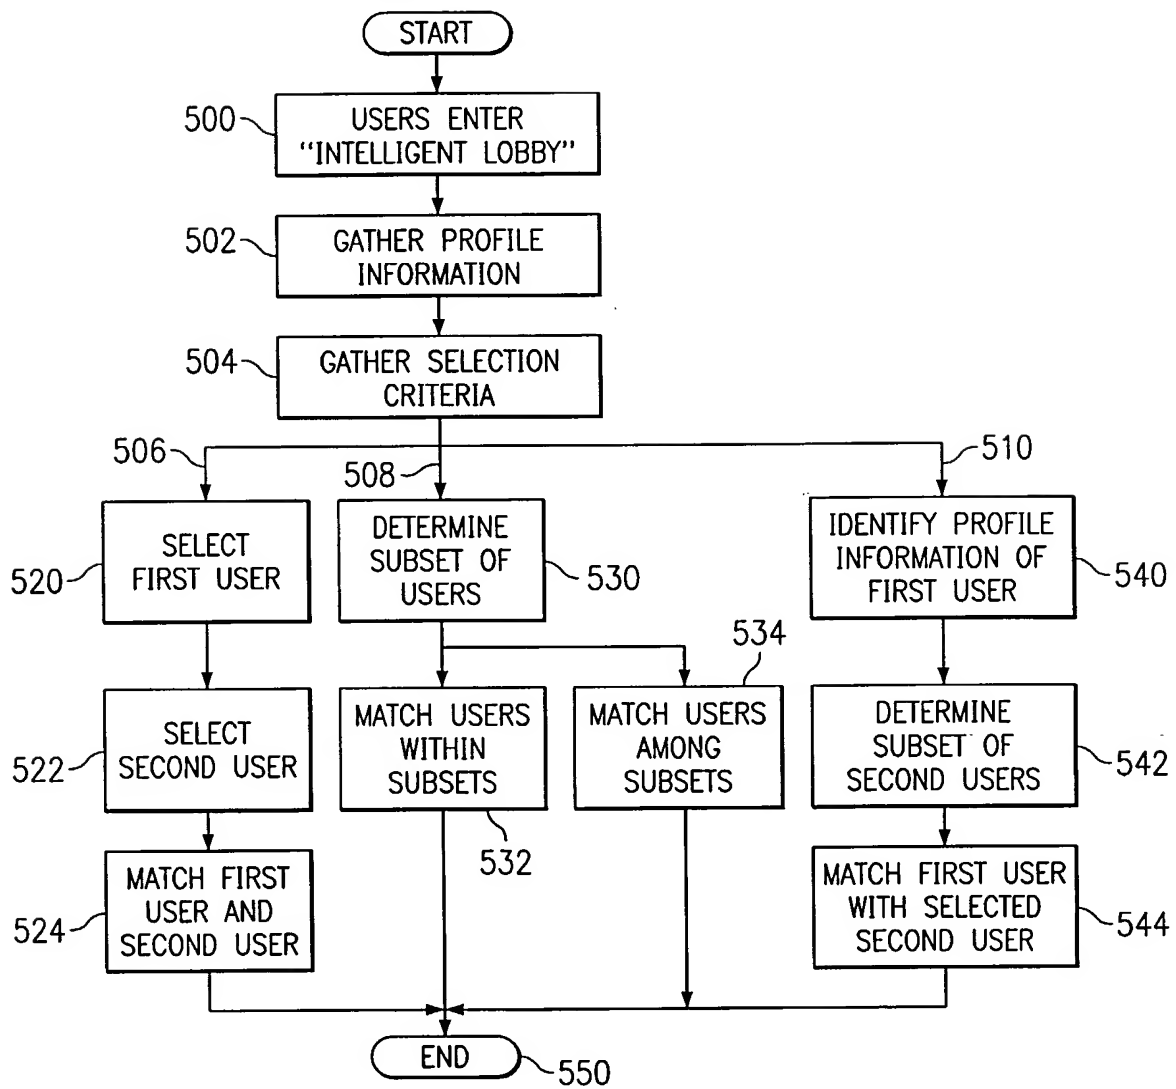 START
500
USERS ENTER
“INTELLIGENT LOBBY”
502
GATHER PROFILE
INFORMATION
504
GATHER SELECTION
CRITERIA
506
508
510
SELECT
FIRST USER
520
DETERMINE
SUBSET OF
USERS
530
IDENTIFY PROFILE
INFORMATION OF
FIRST USER
540
534
SELECT
SECOND USER
522
MATCH USERS
WITHIN
SUBSETS
532
MATCH USERS
AMONG
SUBSETS
DETERMINE
SUBSET OF
SECOND USERS
542
MATCH FIRST
USER AND
SECOND USER
524
MATCH FIRST USER
WITH SELECTED
SECOND USER
544
END
550